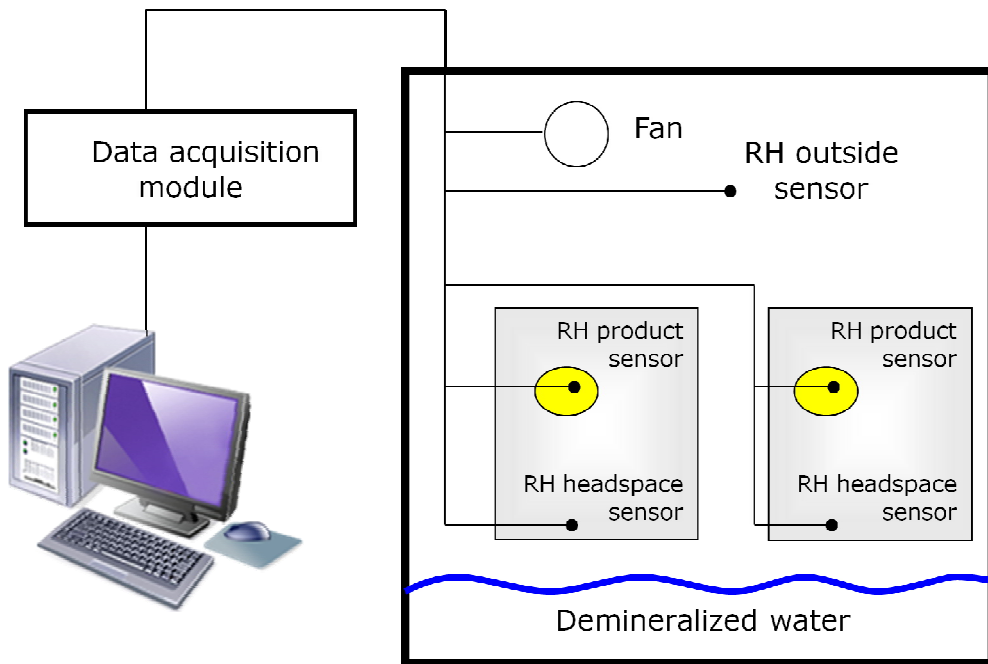 Data acquisition
module
Fan
RH outside
sensor
RH product
sensor
RH headspace
sensor
RH product
sensor
RH headspace
sensor
Demineralized water